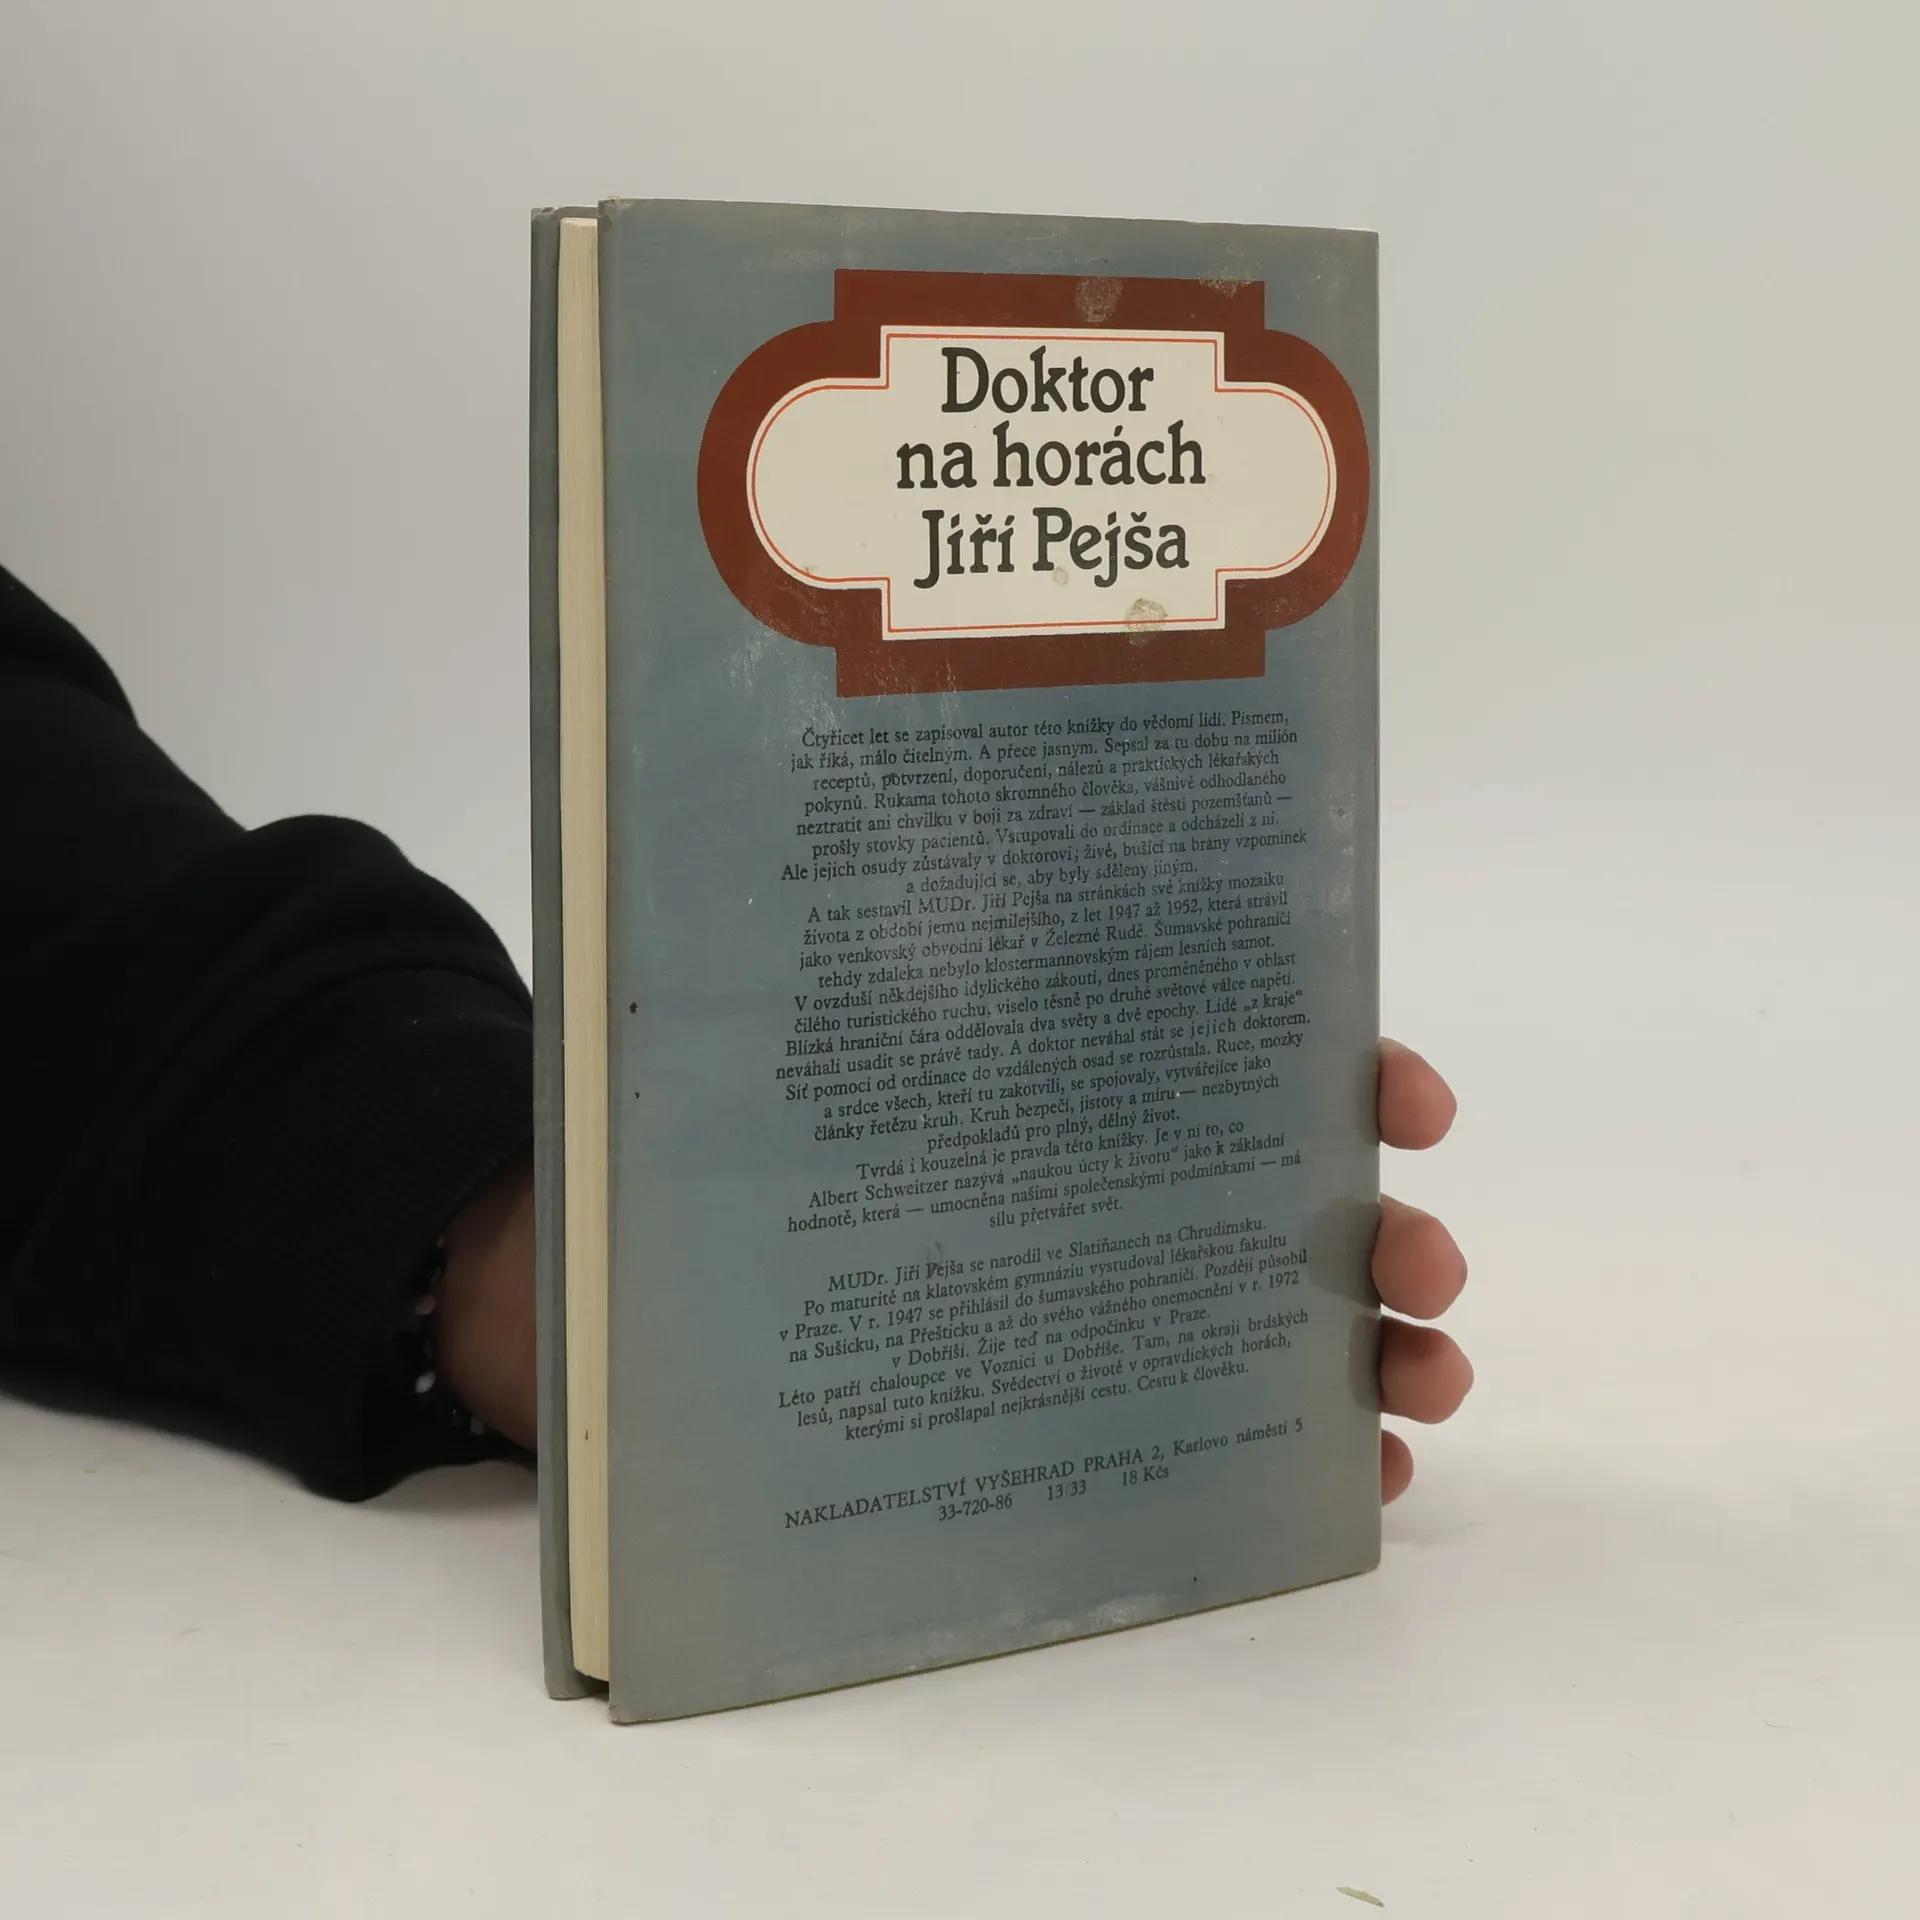 Doktor
na horách
Jiří Pejša
Čtyřicet let se zapisoval autor této knížky do vědomí lidí. Písmem,
jak říká, málo čitelným. A přece jasným. Sepsal za tu dobu na milión
receptů, potvrzení, doporučení, nálezů a praktických lékařských
pokynů. Rukama tohoto skromného člověka, vášnivě odhodlaného
neztratit ani chvilku v boji za zdraví — základ štěstí pozemšťanů —
prošly stovky pacientů. Vstupovali do ordinace a odcházeli z ní.
Ale jejich osudy zůstávaly v doktorovi; živé, bušící na brány vzpomínek
a dožadující se, aby byly sděleny jiným.
A tak sestavil MUDr. Jiří Pejša na stránkách své knížky mozaiku
života z období jemu nejmilejšího, z let 1947 až 1952, která strávil
jako venkovský obvodní lékař v Železné Rudě. Šumavské pohraničí
tehdy zdaleka nebylo klostermannovským rájem lesních samot.
V ovzduší někdejšího idylického zákoutí, dnes proměněného v oblast
čilého turistického ruchu, viselo těsně po druhé světové válce napětí.
Blízká hraniční čára oddělovala dva světy a dvě epochy. Lidé „z kraje“
neváhali usadit se právě tady. A doktor neváhal stát se jejich doktorem.
Síť pomoci od ordinace do vzdálených osad se rozrůstala. Ruce, mozky
a srdce všech, kteří tu zakotvili, se spojovaly, vytvářejíce jako
články řetězu kruh. Kruh bezpečí, jistoty a míru — nezbytných
předpokladů pro plný, dělný život.
Tvrdá i kouzelná je pravda této knížky. Je v ní to, co
Albert Schweitzer nazývá „naukou úcty k životu“ jako k základní
hodnotě, která — umocněna našimi společenskými podmínkami — má
sílu přetvářet svět.
MUDr. Jiří Pejša se narodil ve Slatiňanech na Chrudimsku.
Po maturitě na klatovském gymnáziu vystudoval lékařskou fakultu
v Praze. V r. 1947 se přihlásil do šumavského pohraničí. Později působil
na Sušicku, na Přešticku a až do svého vážného onemocnění v r. 1972
v Dobříši. Žije teď na odpočinku v Praze.
Léto patří chaloupce ve Voznici u Dobříše. Tam, na okraji brdských
lesů, napsal tuto knížku. Svědectví o životě v opravdických horách,
kterými si prošlapal nejkrásnější cestu. Cestu k člověku.
NAKLADATELSTVÍ VYŠEHRAD PRAHA 2, Karlovo náměstí 5
33-720-86 13/33 18 Kčs